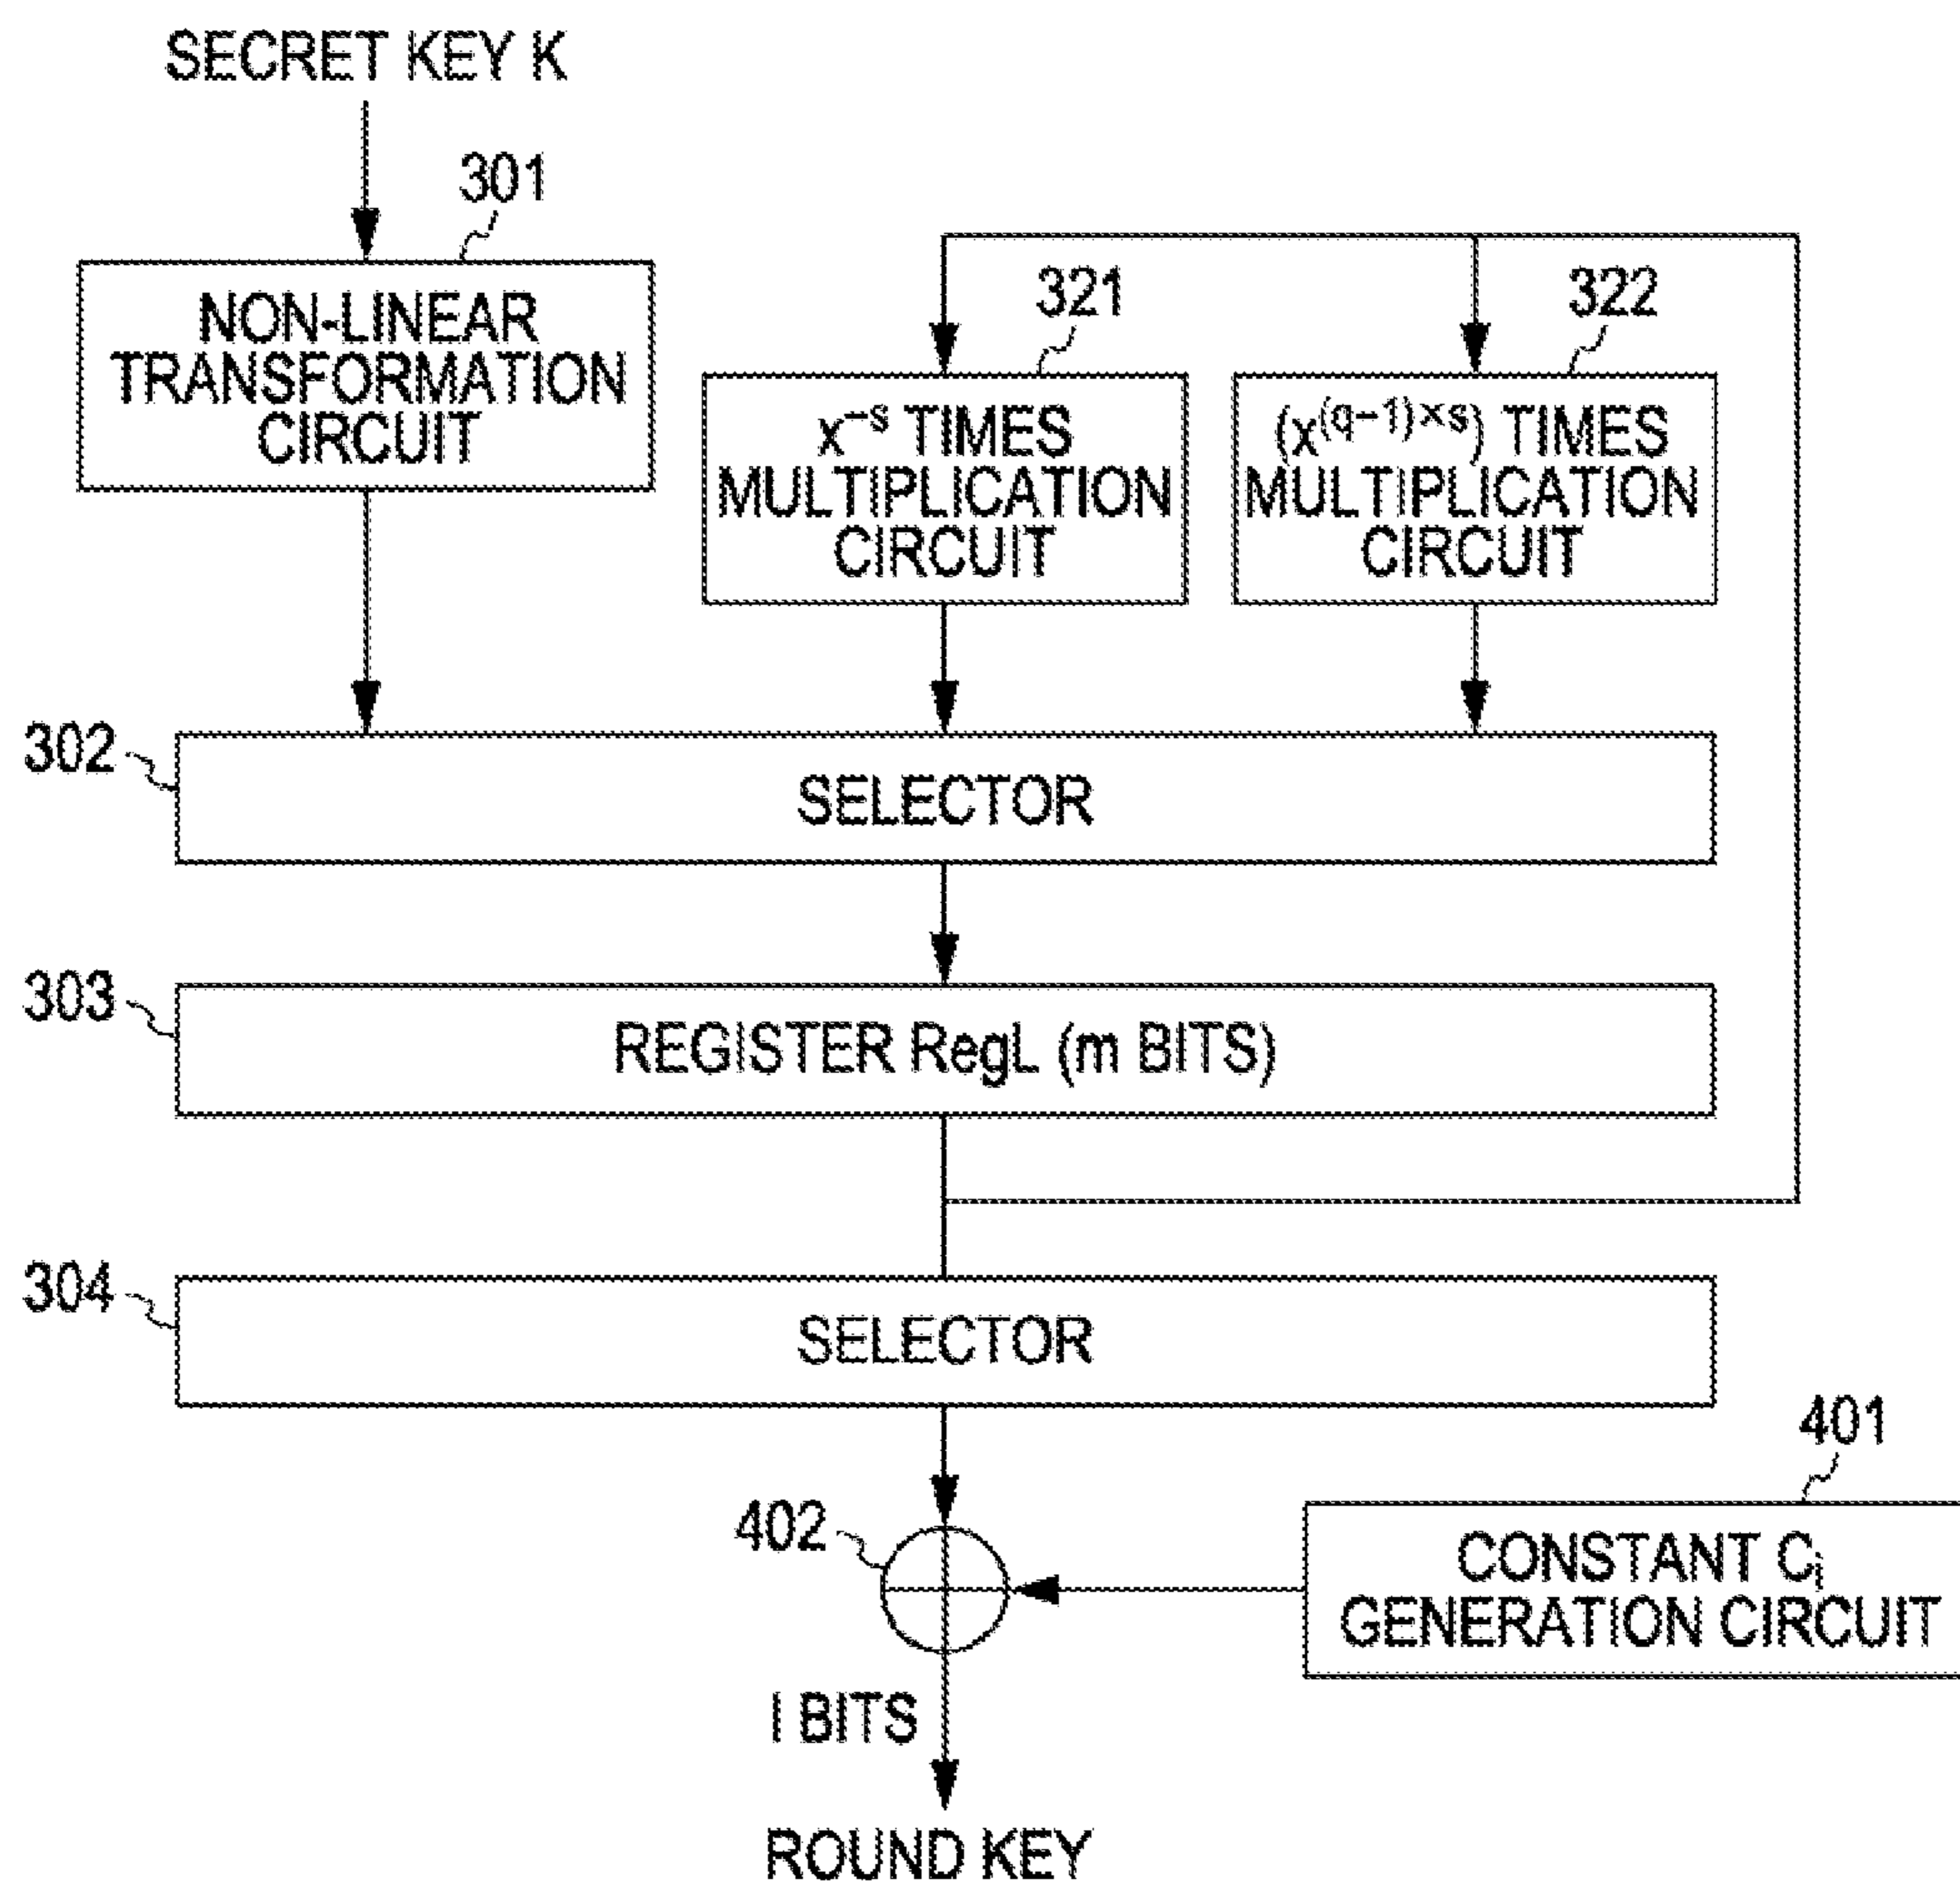 SECRET KEY K
301
NON-LINEAR
TRANSFORMATION
CIRCUIT
321
x⁻ˢ TIMES
MULTIPLICATION
CIRCUIT
322
(x^(q−1)×s) TIMES
MULTIPLICATION
CIRCUIT
302
SELECTOR
303
REGISTER RegL (m BITS)
304
SELECTOR
401
402
CONSTANT Cᵢ
GENERATION CIRCUIT
l BITS
ROUND KEY